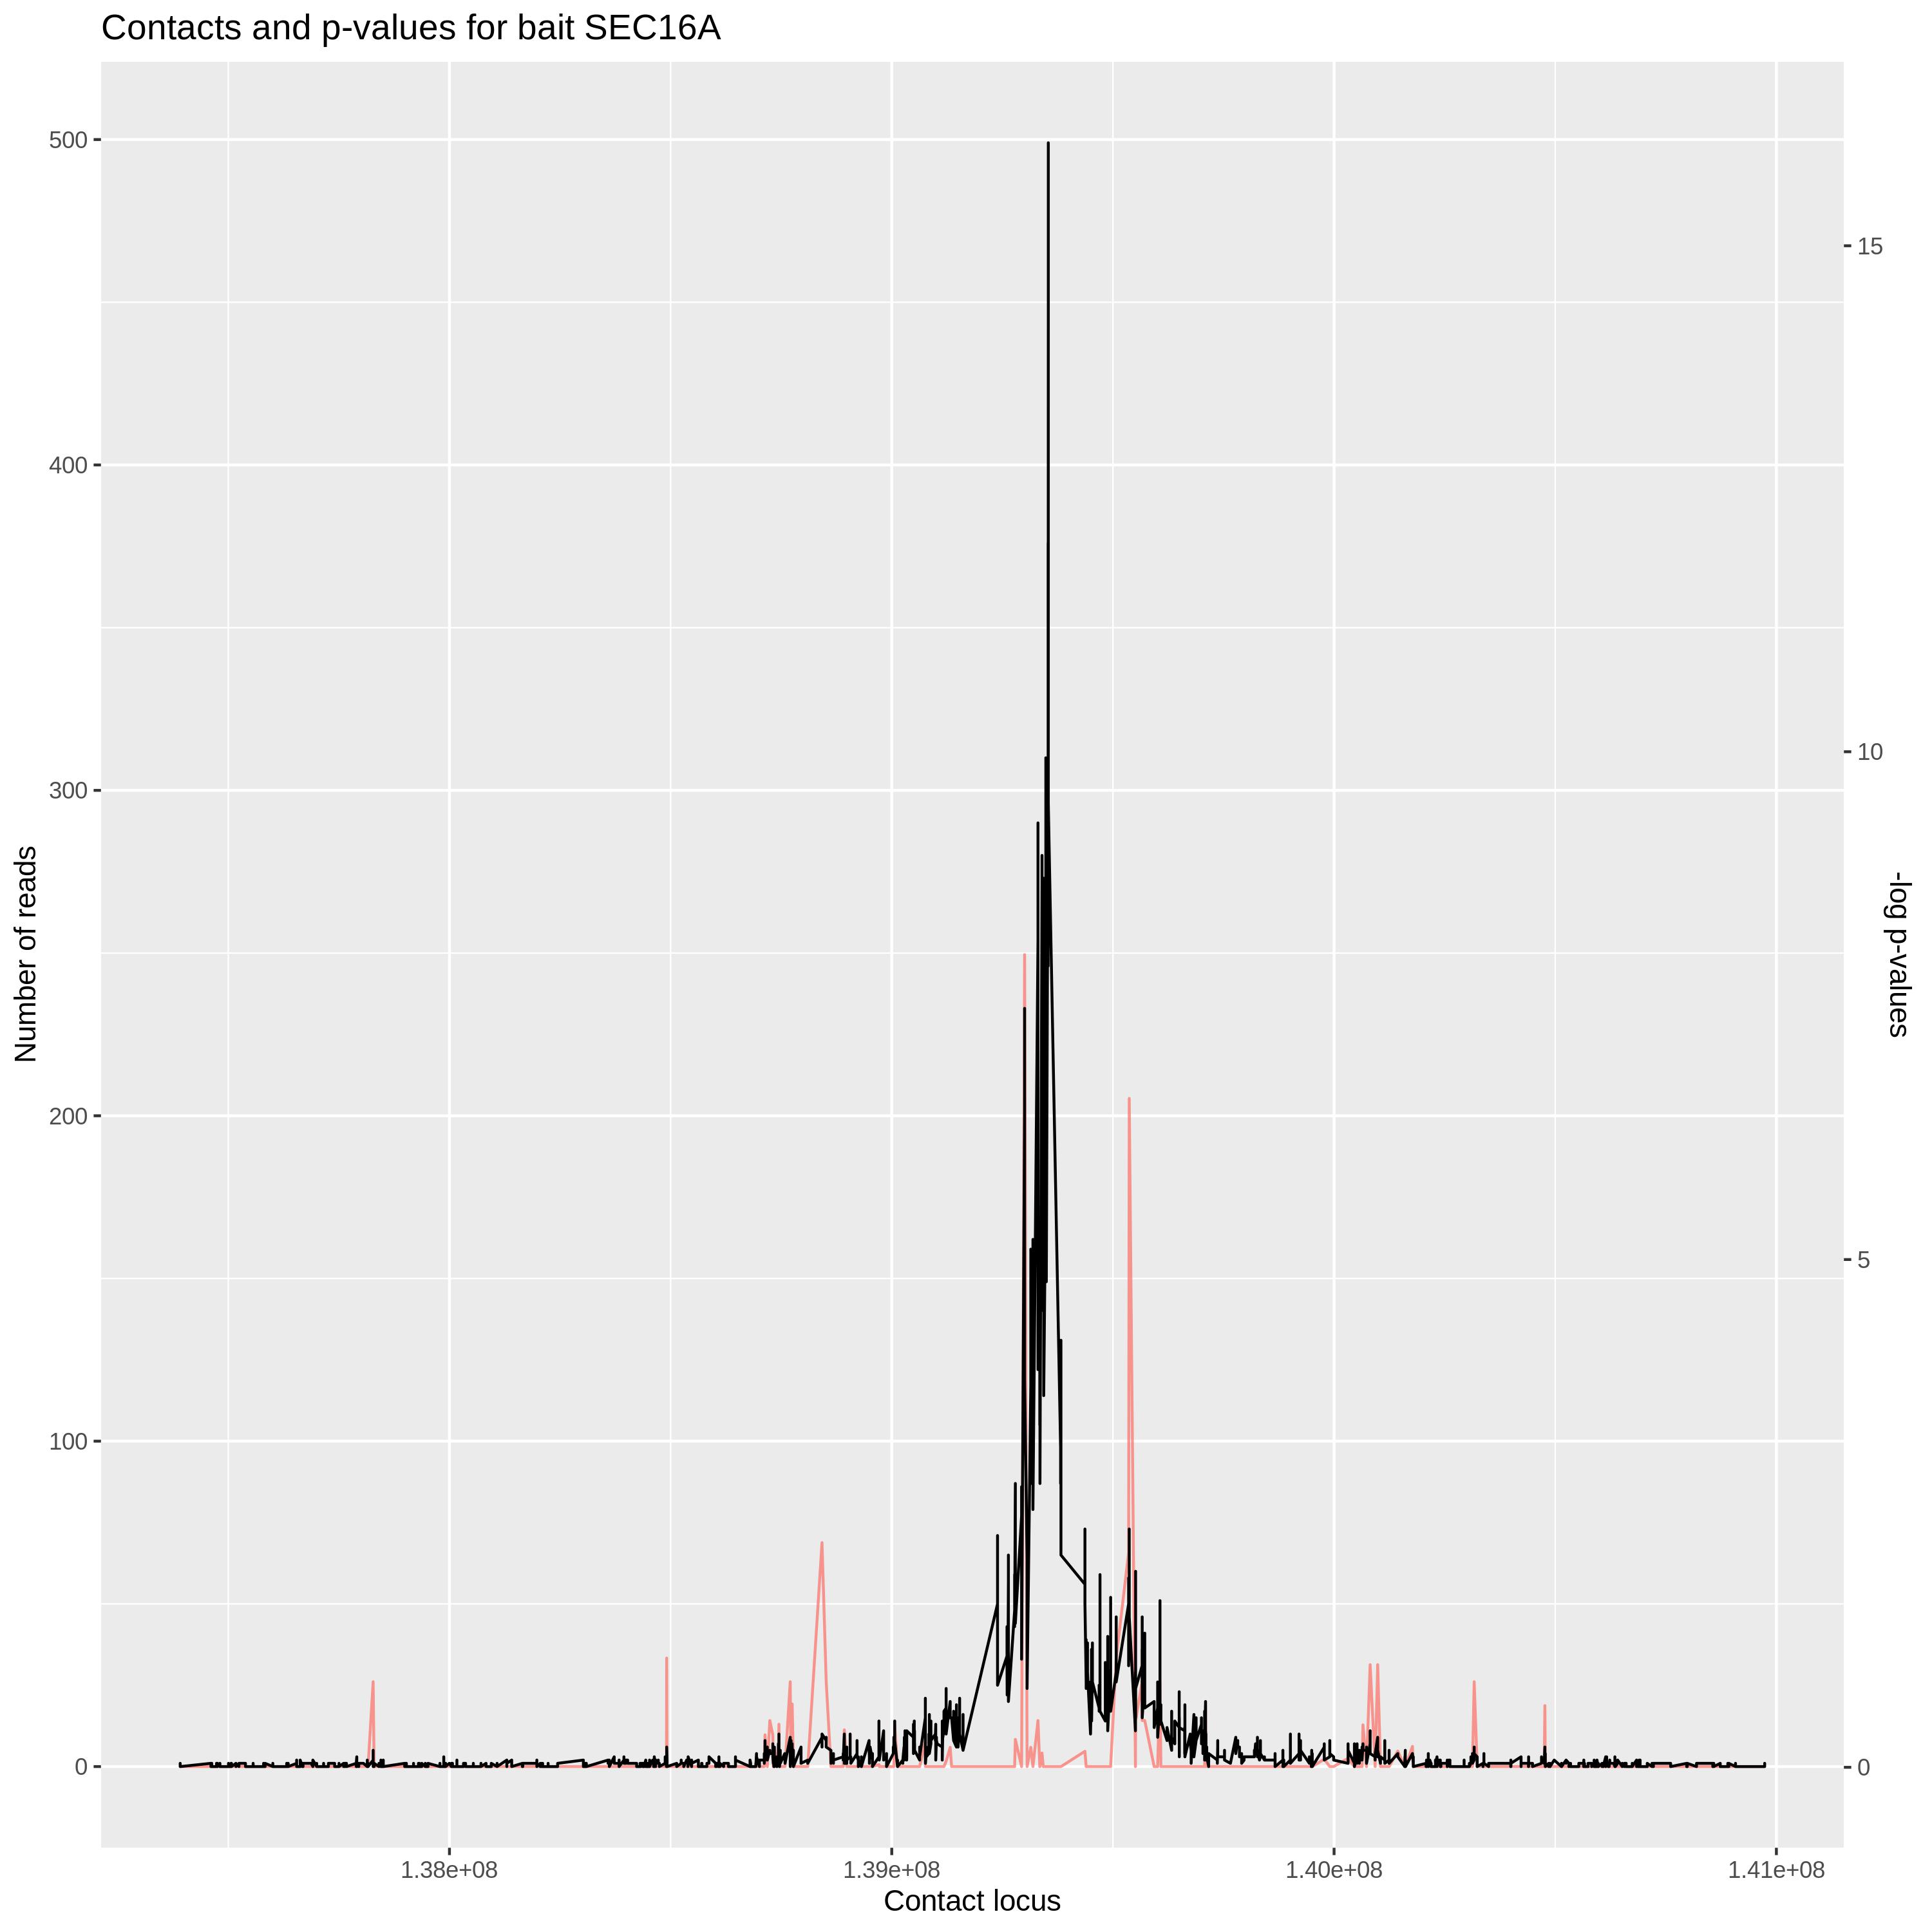 Contacts and p-values for bait SEC16A
500
400
300
200
100
0
Number of reads
15
10
5
0
-log p-values
1.38e+08 1.39e+08 1.40e+08 1.41e+08
Contact locus